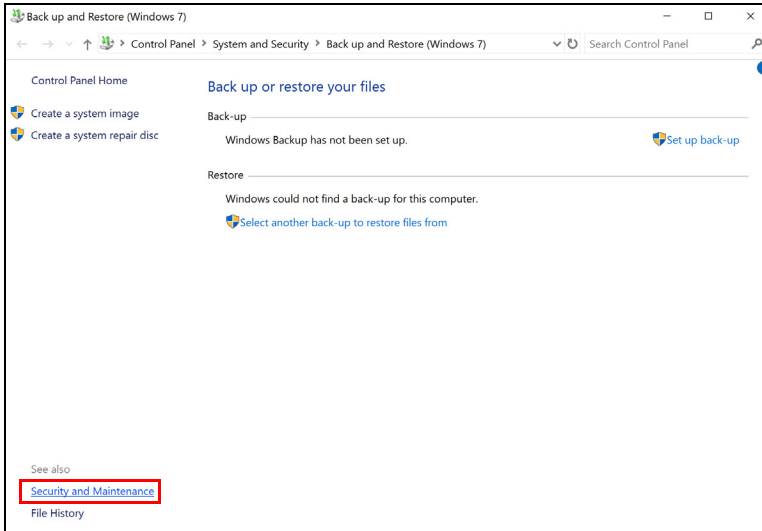 Back up and Restore (Windows 7)
Control Panel > System and Security > Back up and Restore (Windows 7)
Search Control Panel
Control Panel Home
Create a system image
Create a system repair disc
Back up or restore your files
Back-up
Windows Backup has not been set up.
Set up back-up
Restore
Windows could not find a back-up for this computer.
Select another back-up to restore files from
See also
Security and Maintenance
File History